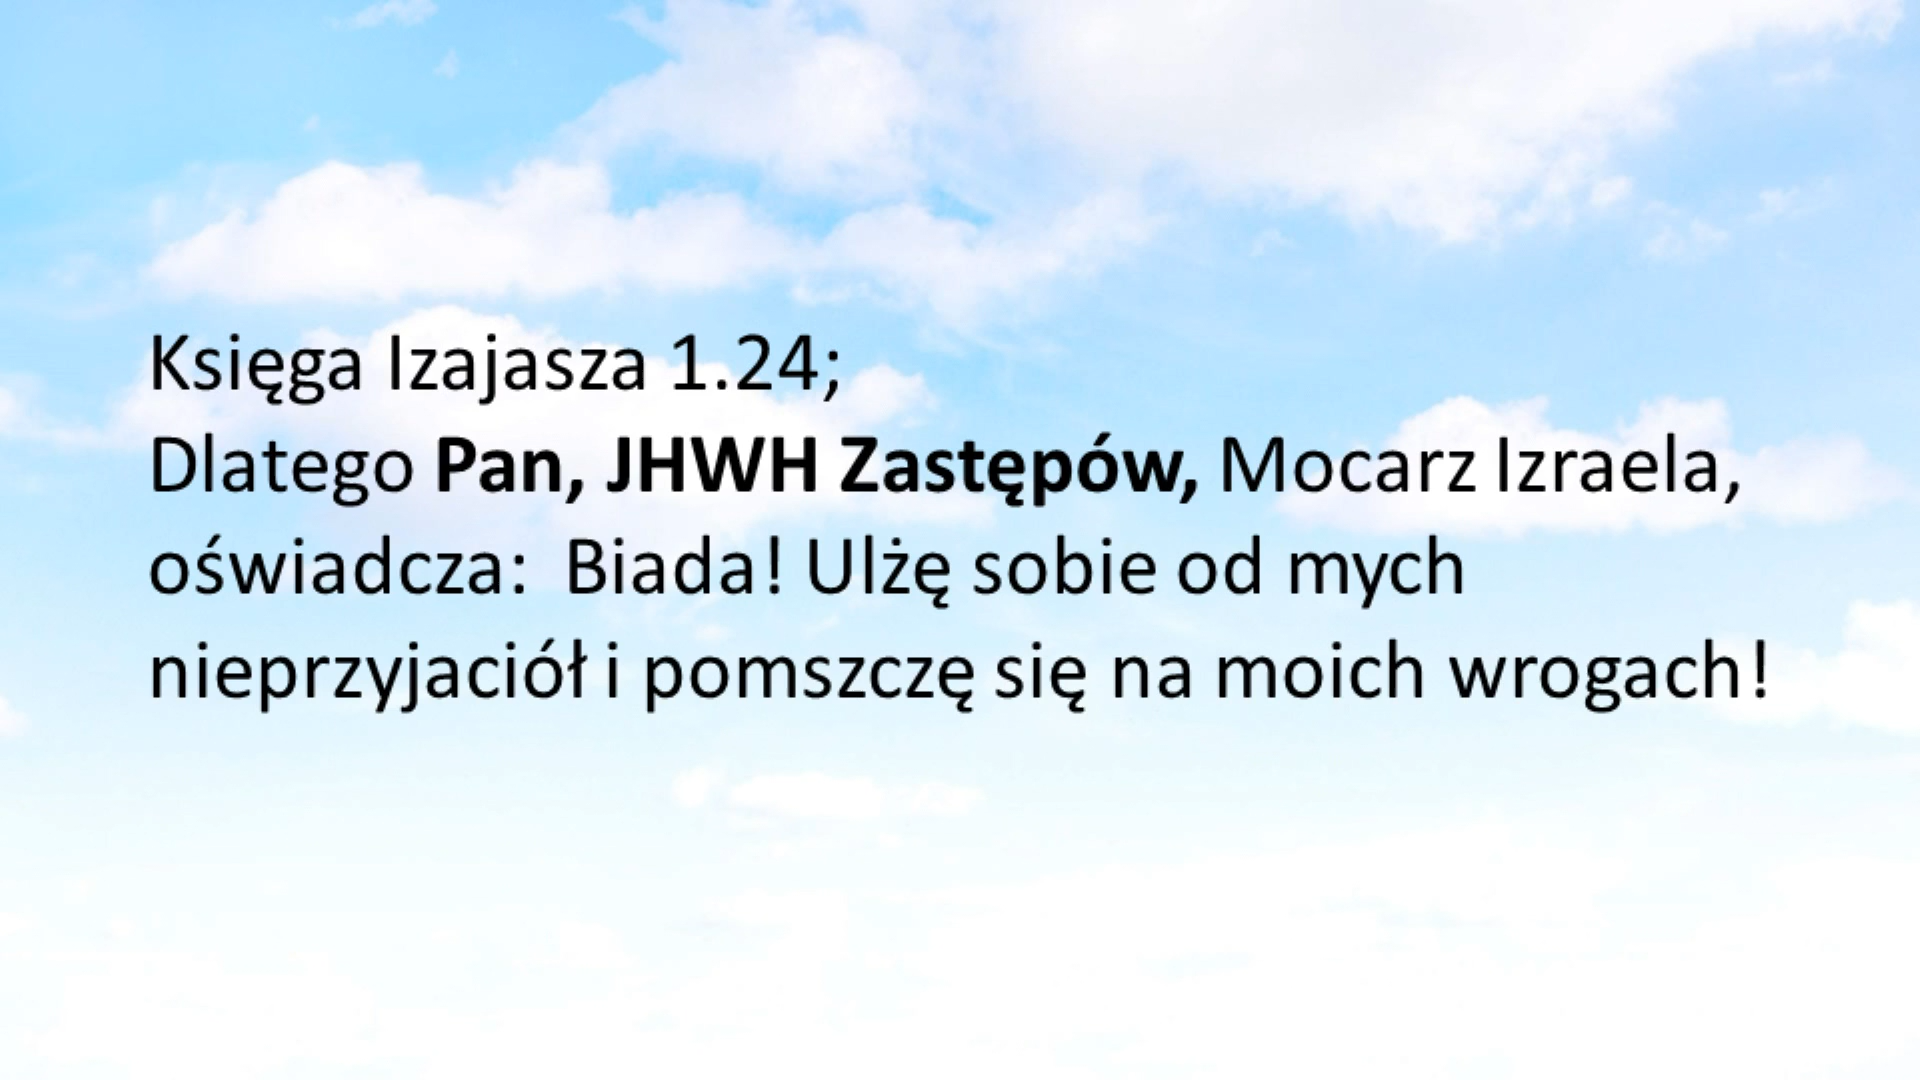 Księga Izajasza 1.24;
Dlatego Pan, JHWH Zastępów, Mocarz Izraela,
oświadcza:  Biada! Ulżę sobie od mych
nieprzyjaciół i pomszczę się na moich wrogach!